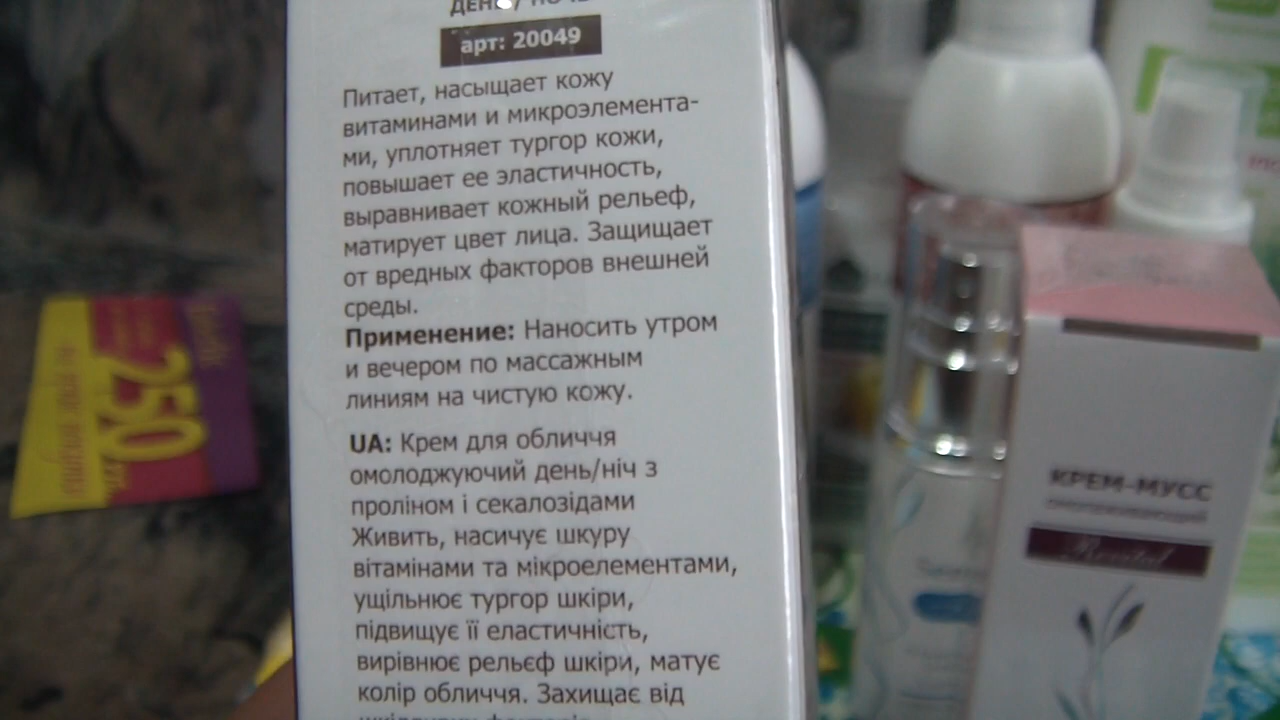 арт: 20049
Питает, насыщает кожу
витаминами и микроэлемента-
ми, уплотняет тургор кожи,
повышает ее эластичность,
выравнивает кожный рельеф,
матирует цвет лица. Защищает
от вредных факторов внешней
среды.
Применение: Наносить утром
и вечером по массажным
линиям на чистую кожу.
UA: Крем для обличчя
омолоджуючий день/ніч з
проліном і секалозідами
Живить, насичує шкуру
вітамінами та мікроелементами,
ущільнює тургор шкіри,
підвищує її еластичність,
вирівнює рельєф шкіри, матує
колір обличчя. Захищає від
КРЕМ-МУСС
омолаживающий
Revital
250